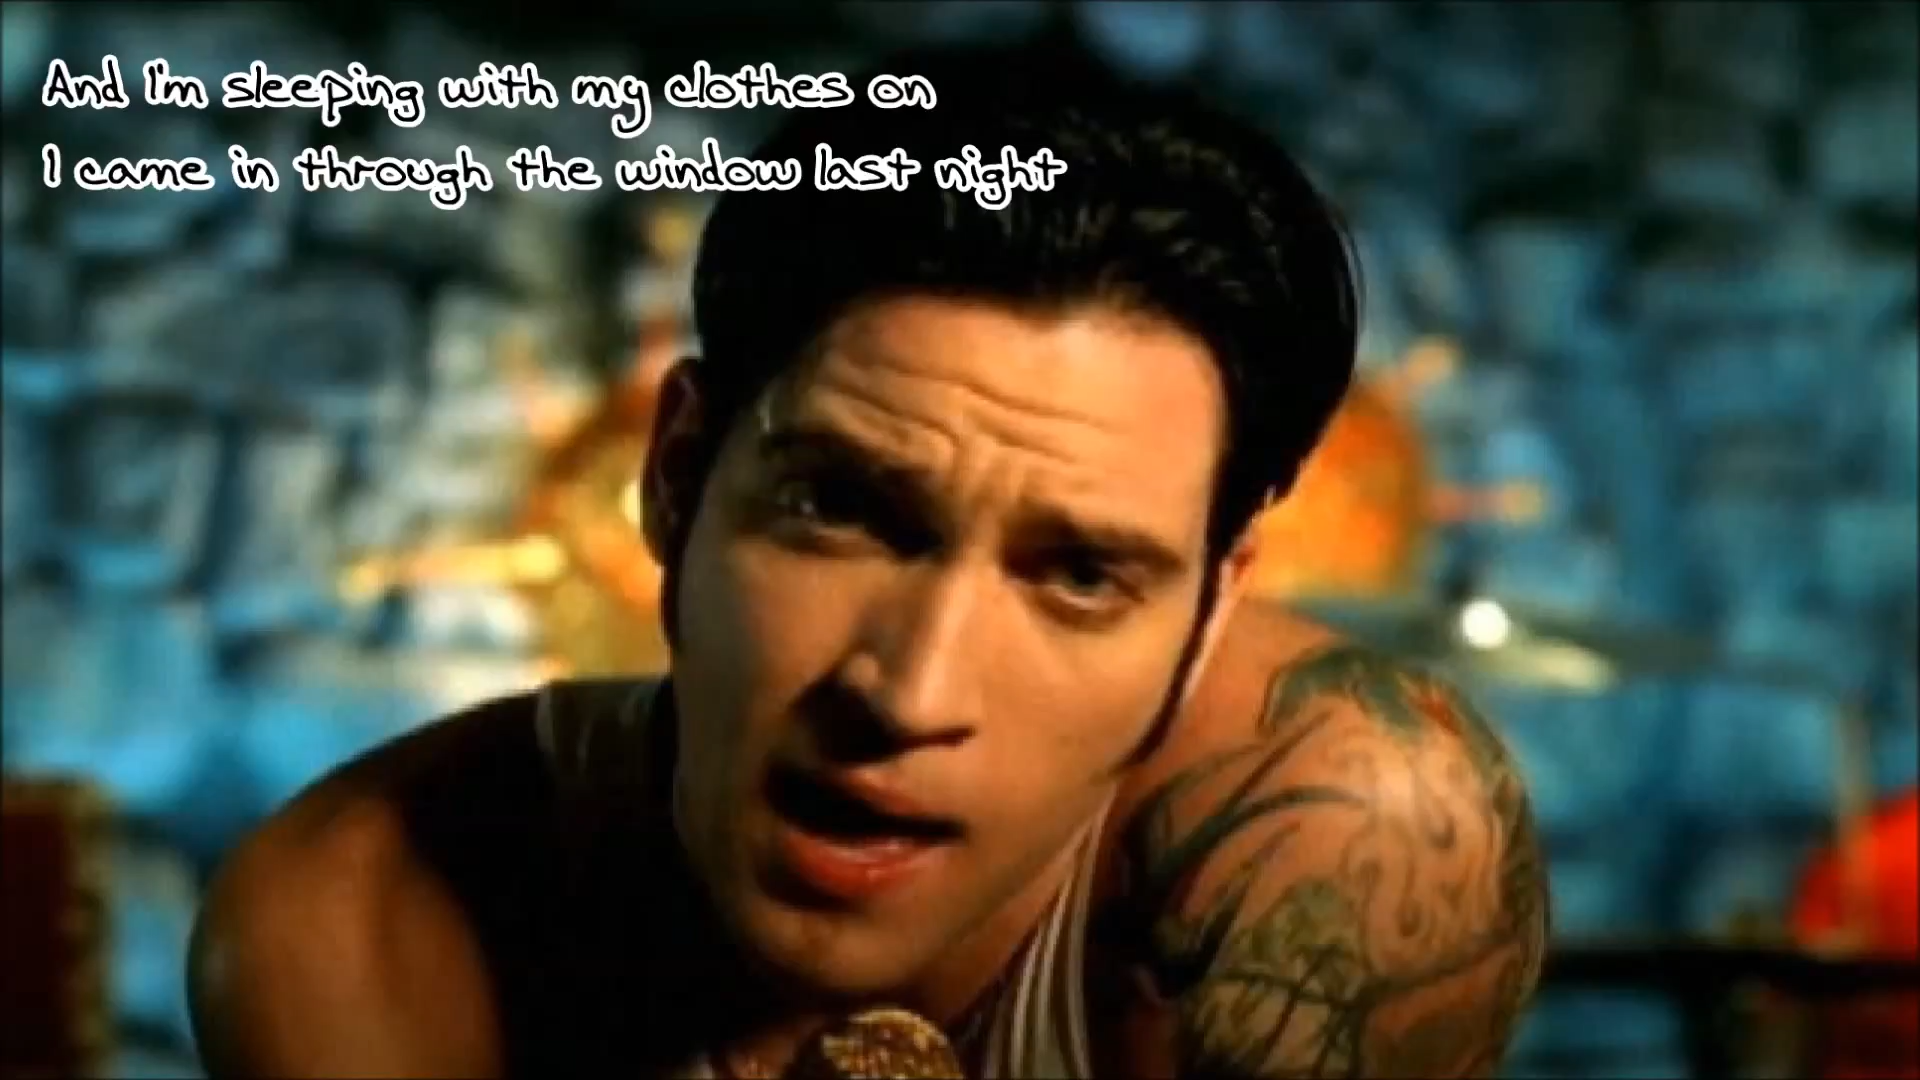 And I'm sleeping with my clothes on
I came in through the window last night